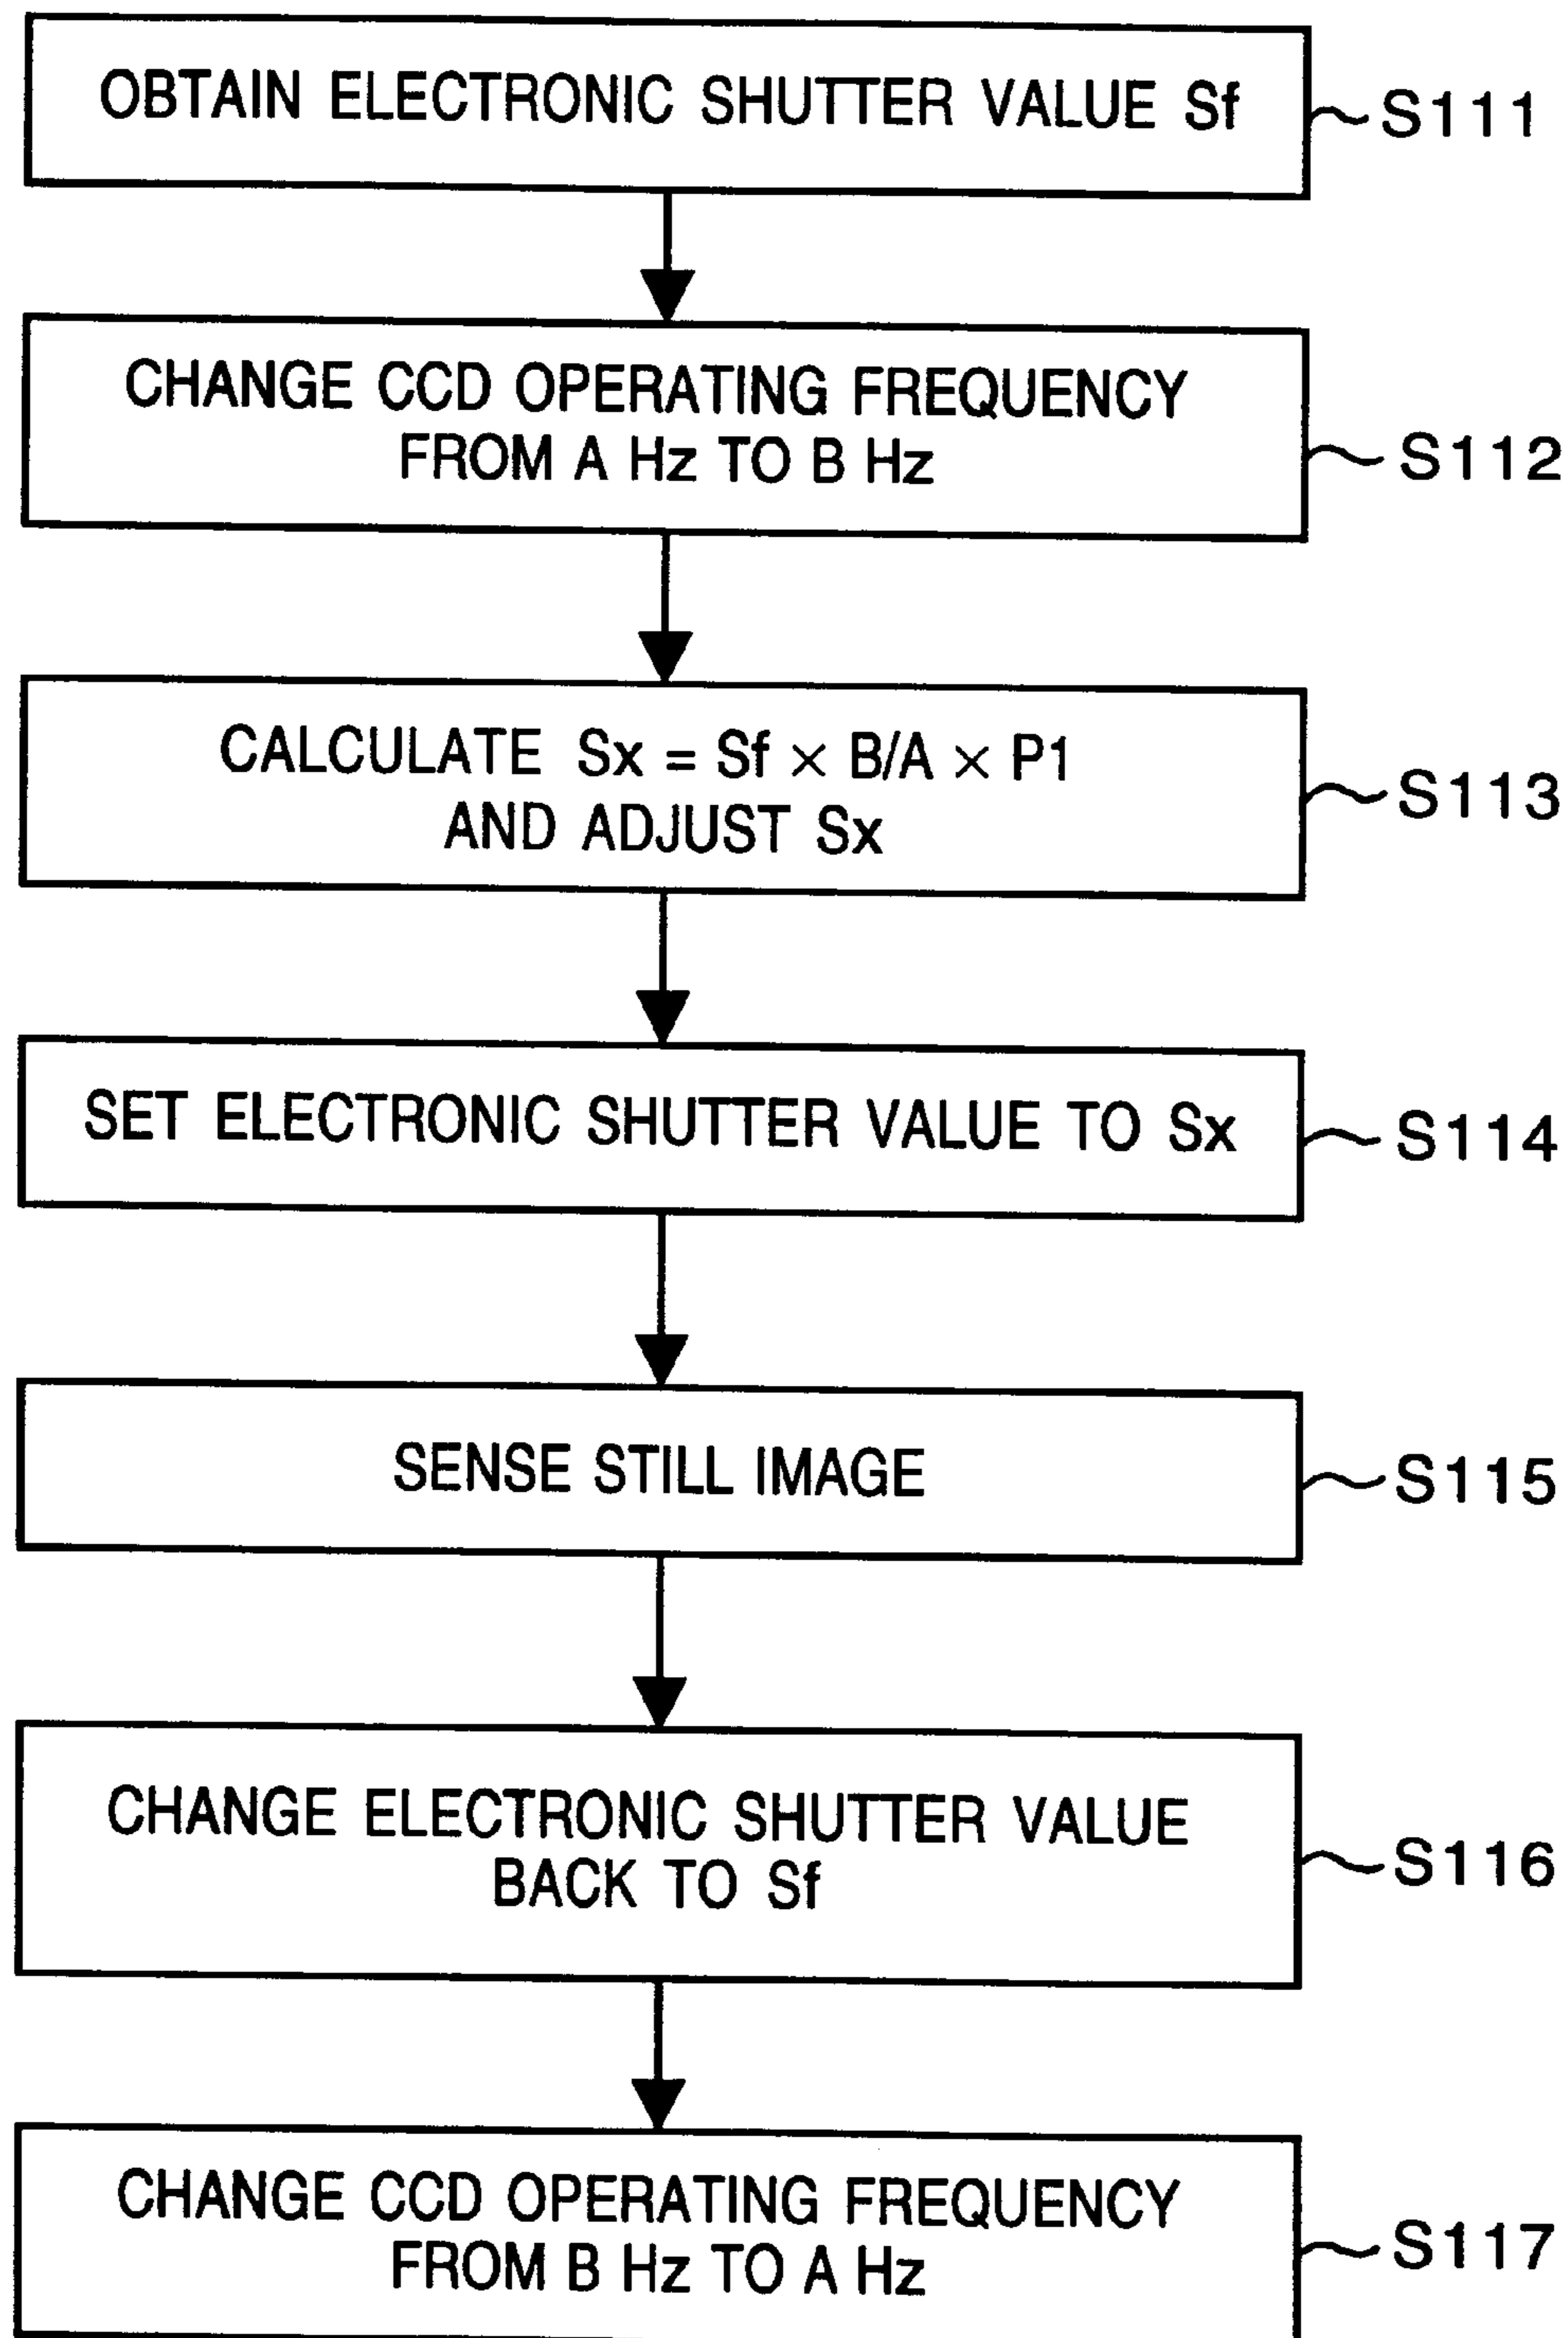 OBTAIN ELECTRONIC SHUTTER VALUE Sf
S111
CHANGE CCD OPERATING FREQUENCY
FROM A Hz TO B Hz
S112
CALCULATE Sx = Sf × B/A × P1
AND ADJUST Sx
S113
SET ELECTRONIC SHUTTER VALUE TO Sx
S114
SENSE STILL IMAGE
S115
CHANGE ELECTRONIC SHUTTER VALUE
BACK TO Sf
S116
CHANGE CCD OPERATING FREQUENCY
FROM B Hz TO A Hz
S117